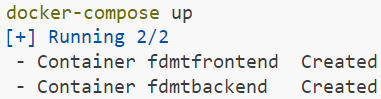 docker-compose up
[+] Running 2/2
- Container fdmtfrontend Created
- Container fdmtbackend Created